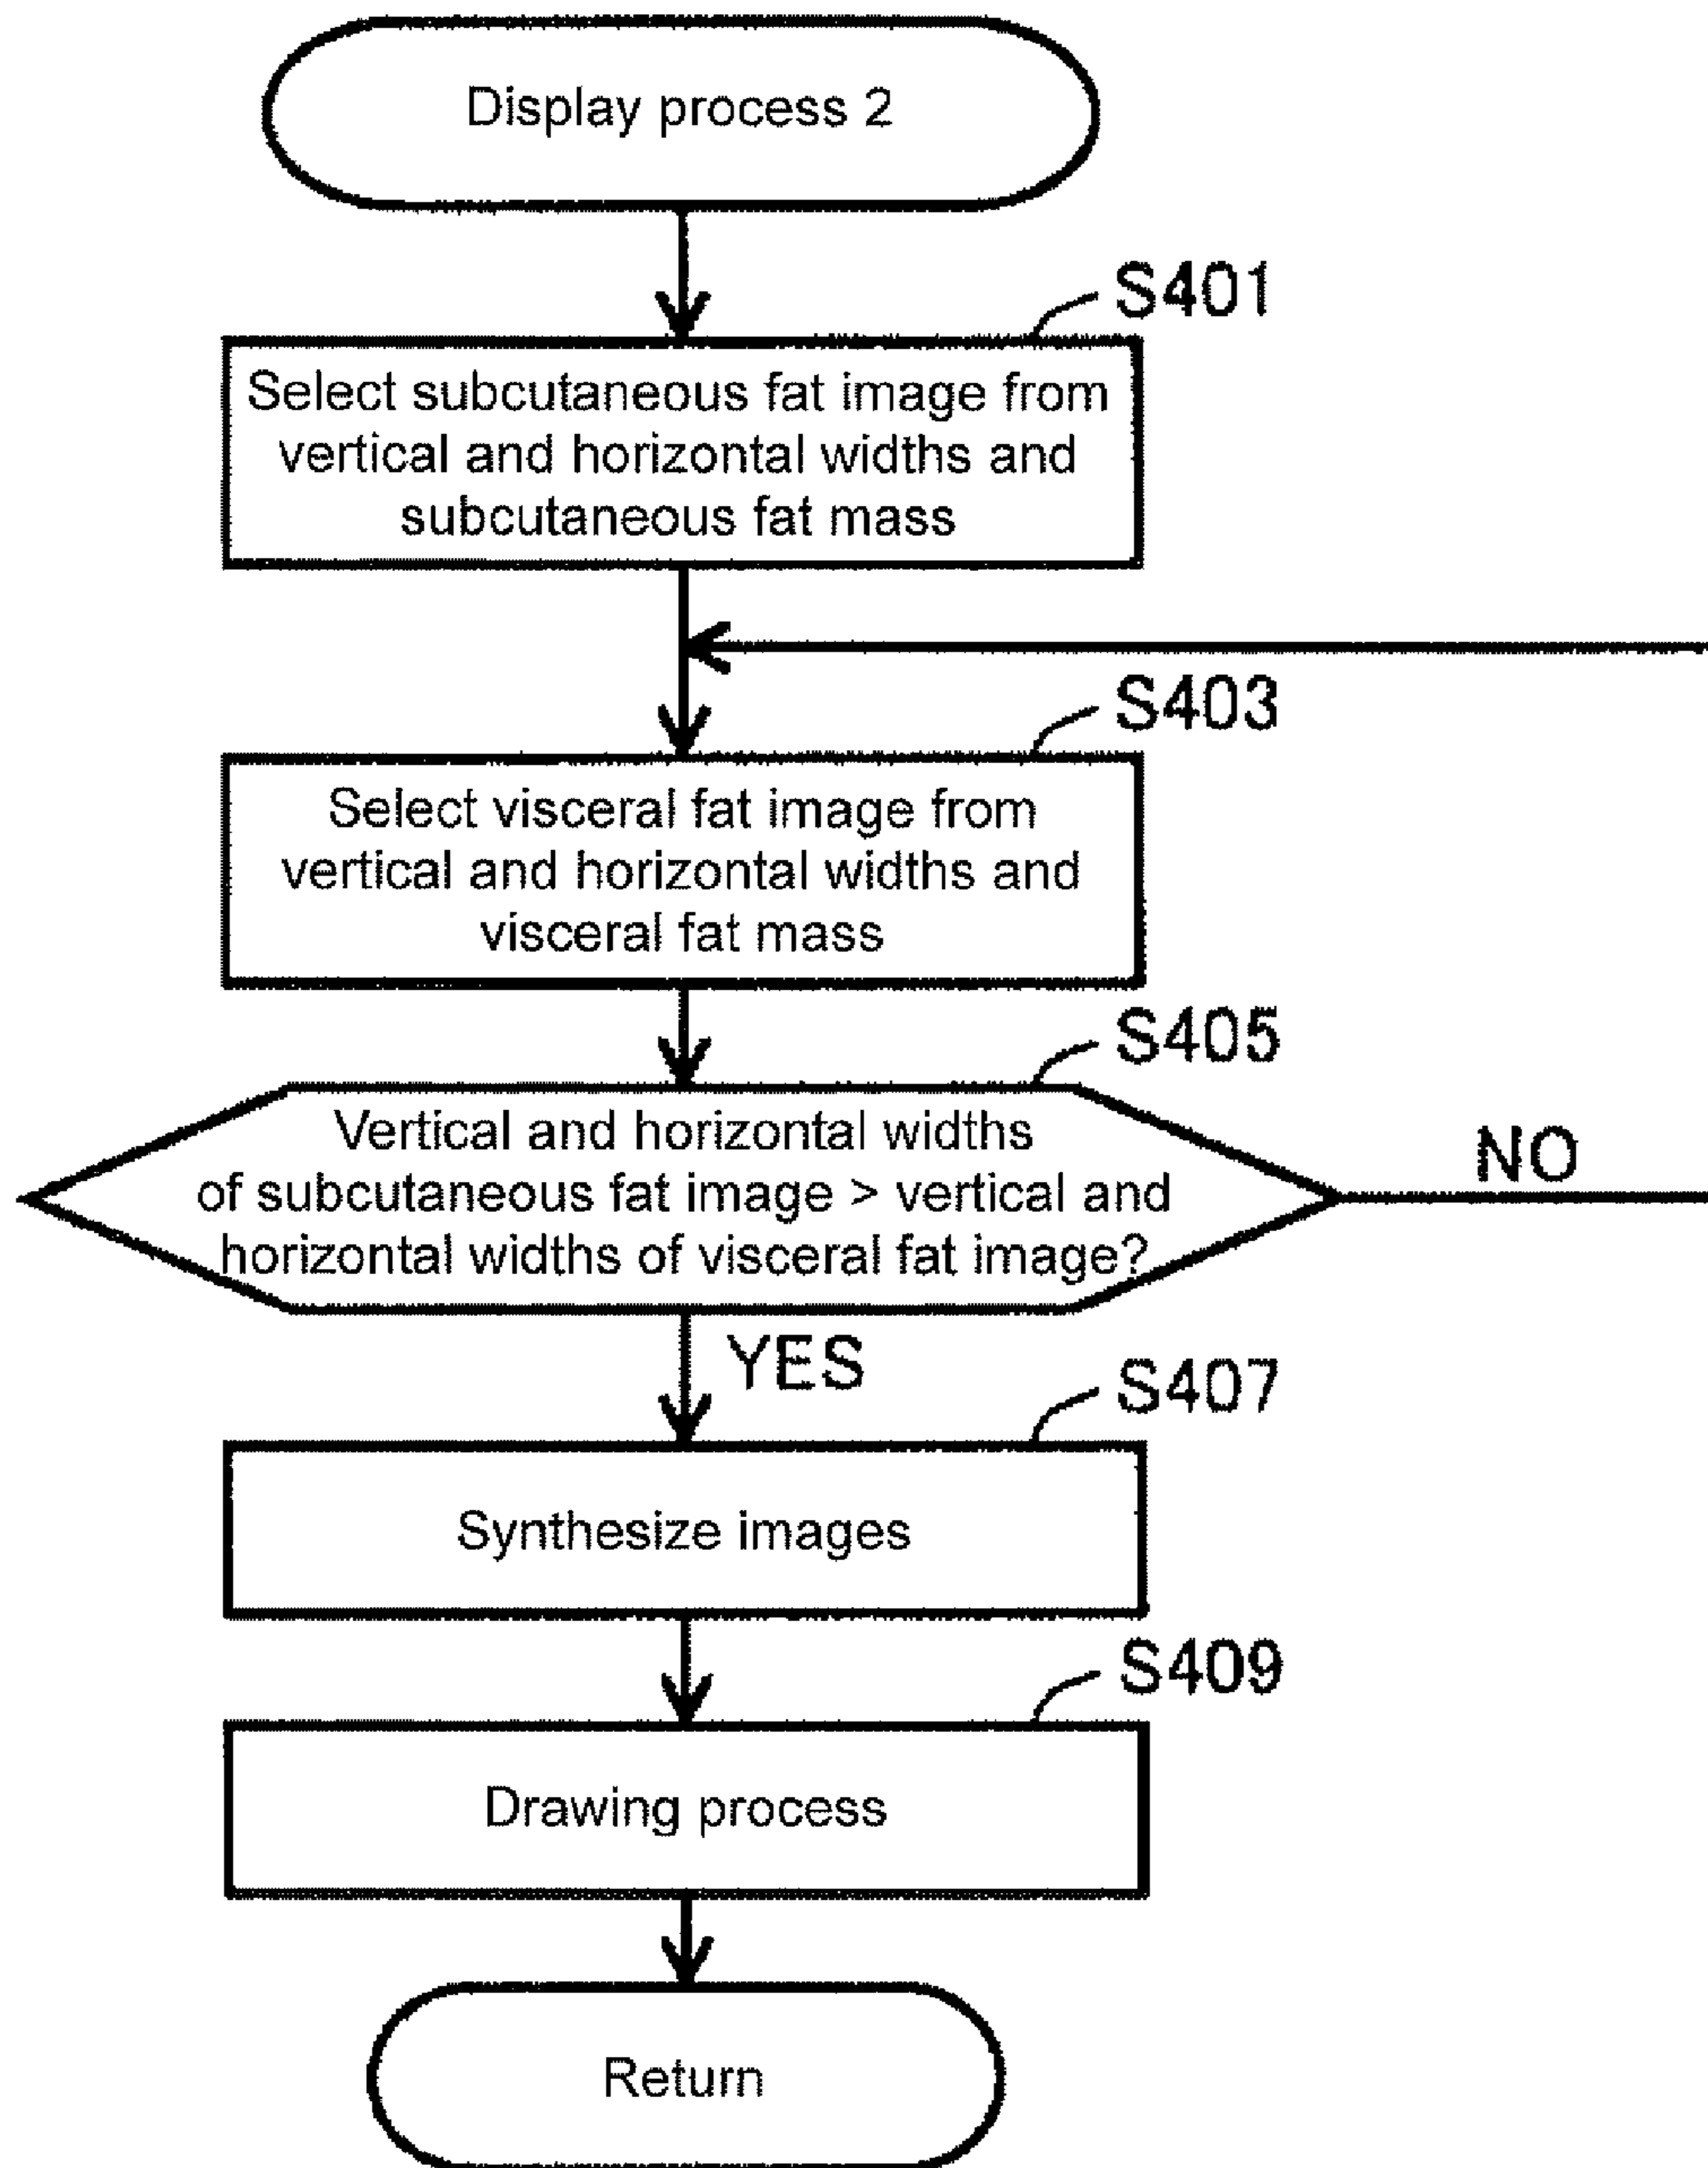 Display process 2
S401
Select subcutaneous fat image from
vertical and horizontal widths and
subcutaneous fat mass
S403
Select visceral fat image from
vertical and horizontal widths and
visceral fat mass
S405
Vertical and horizontal widths
of subcutaneous fat image > vertical and
horizontal widths of visceral fat image?
NO
YES
S407
Synthesize images
S409
Drawing process
Return